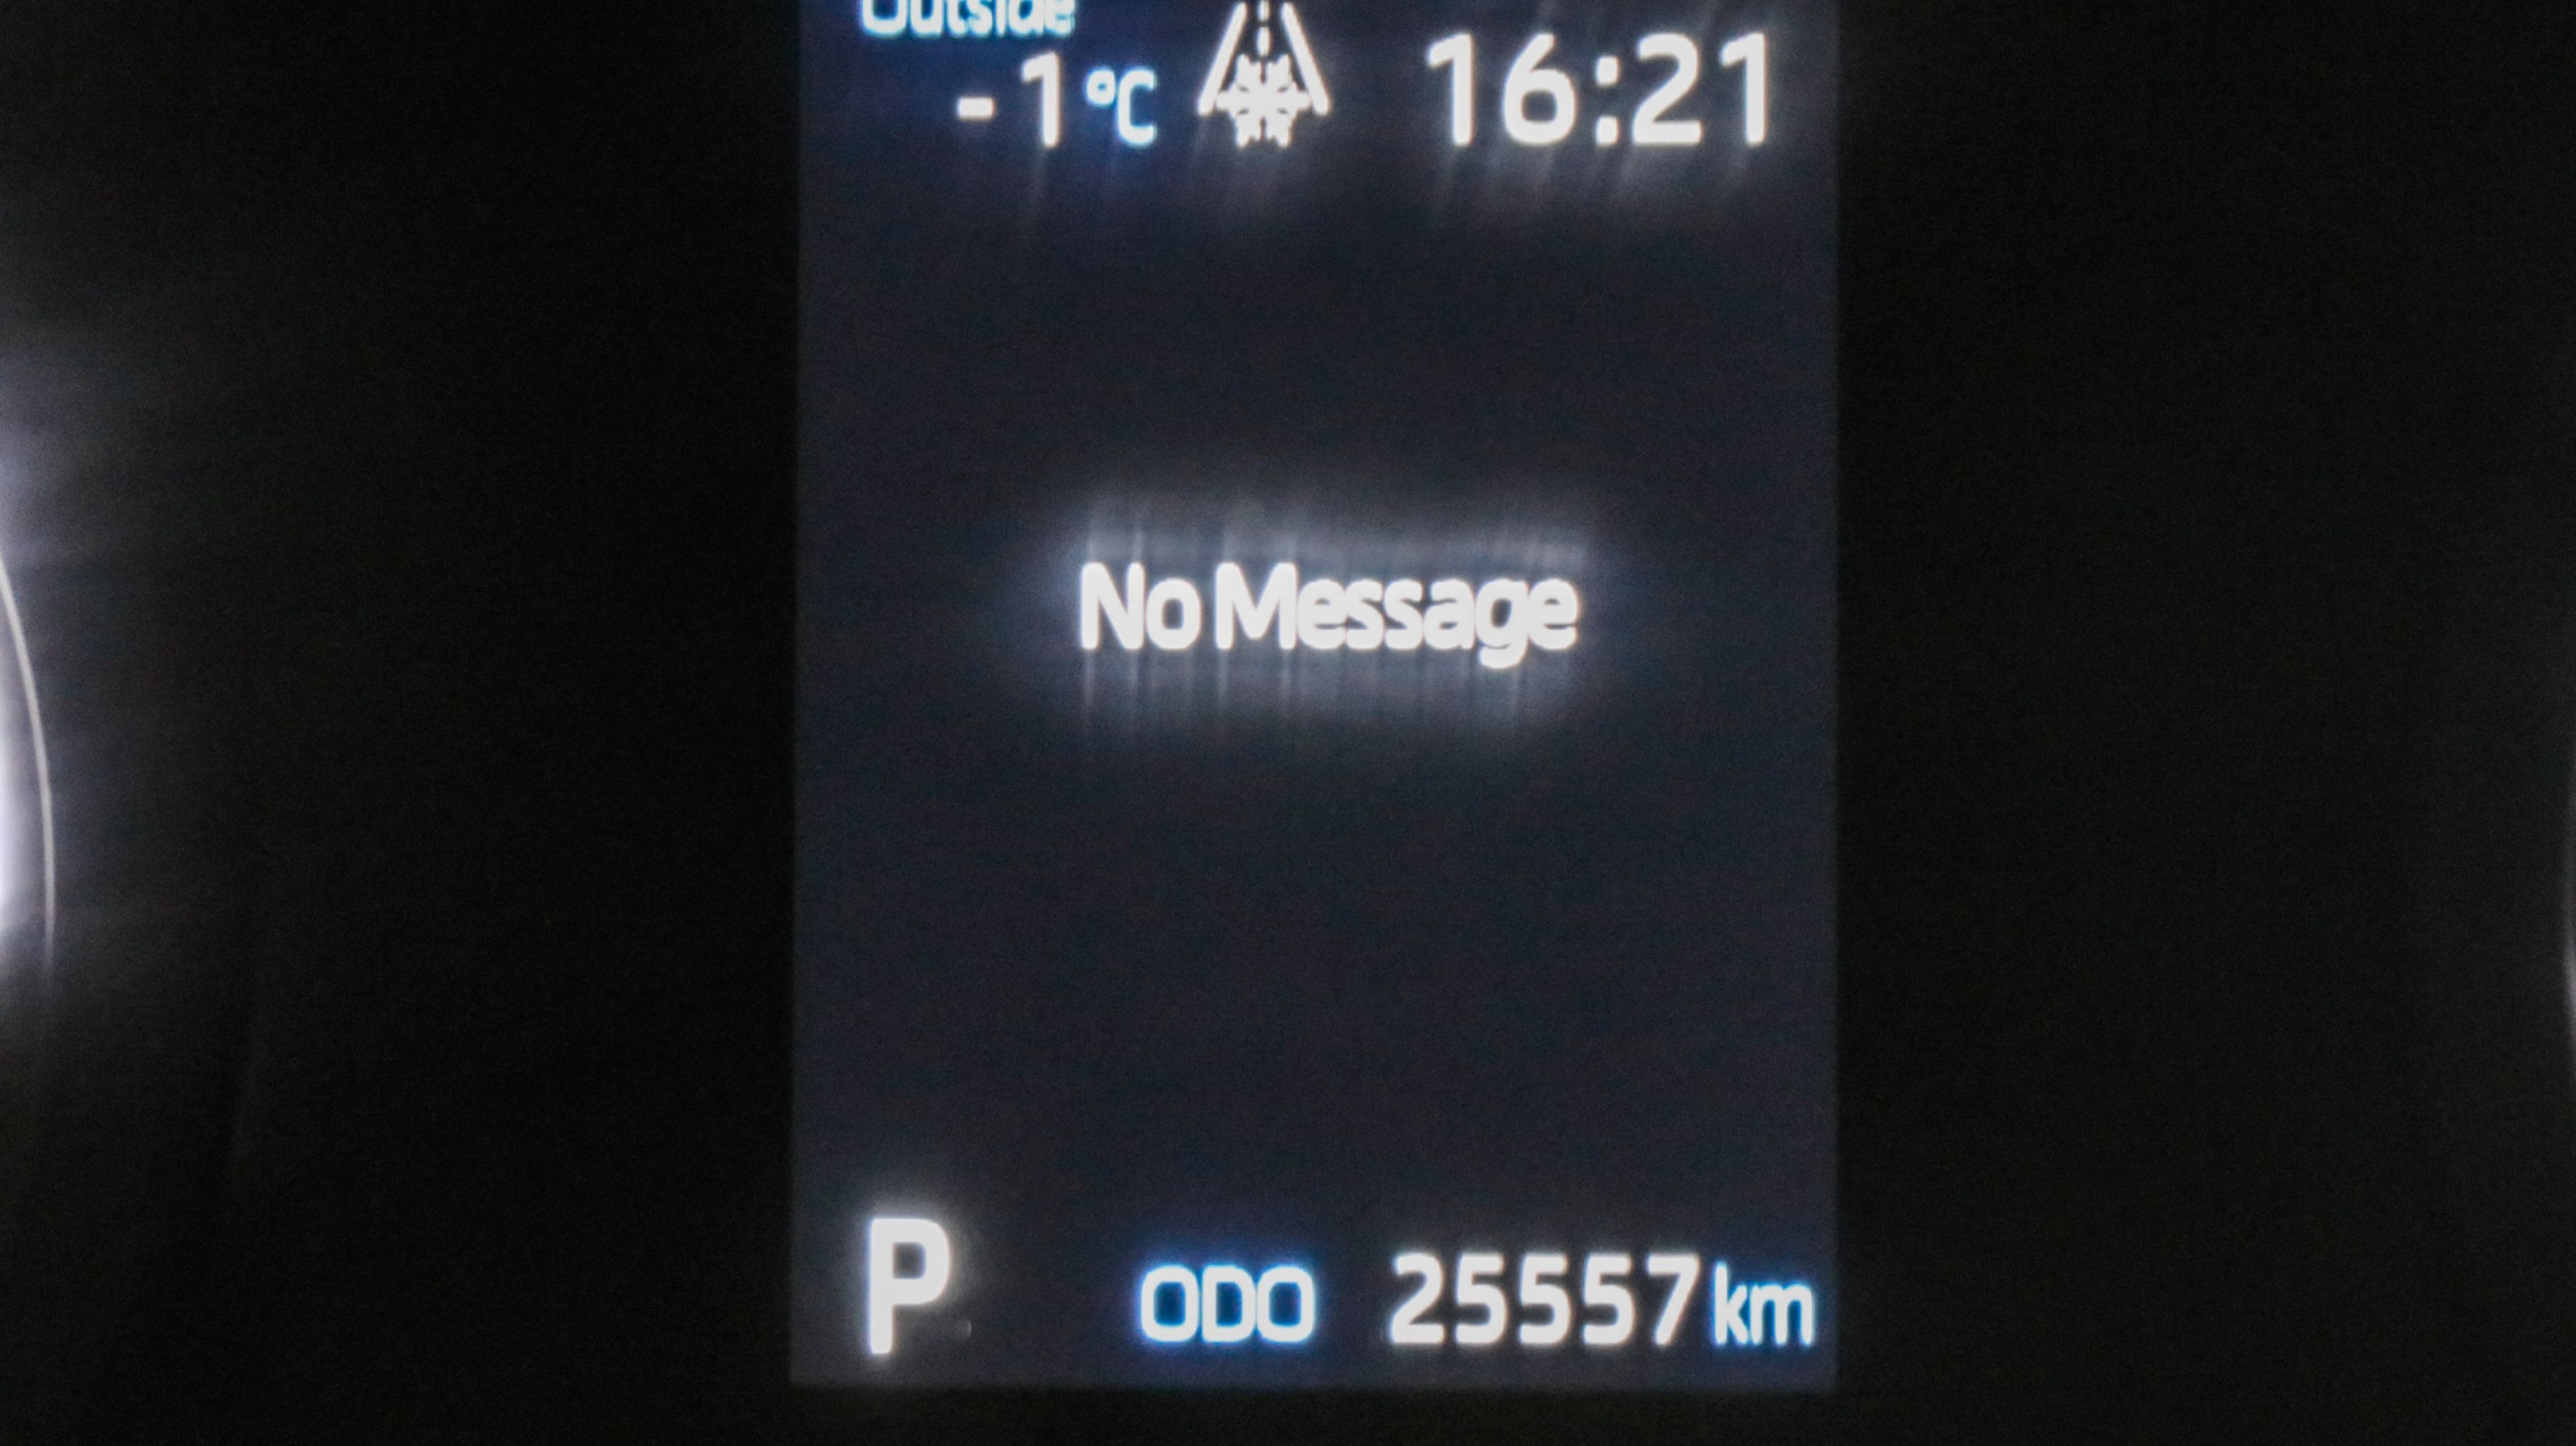 Outside
-1°C 16:21
No Message
P ODO 25557 km